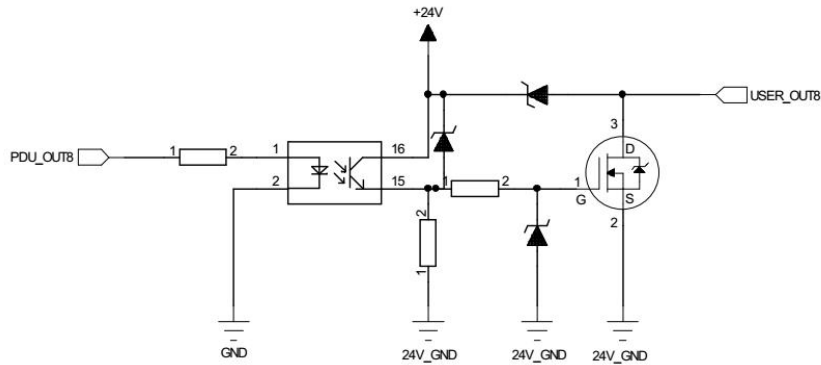 +24V
USER_OUT8
3
D
PDU_OUT8
1
2
1
16
2
15
1
2
1
G
S
2
2
1
GND
24V_GND
24V_GND
24V_GND